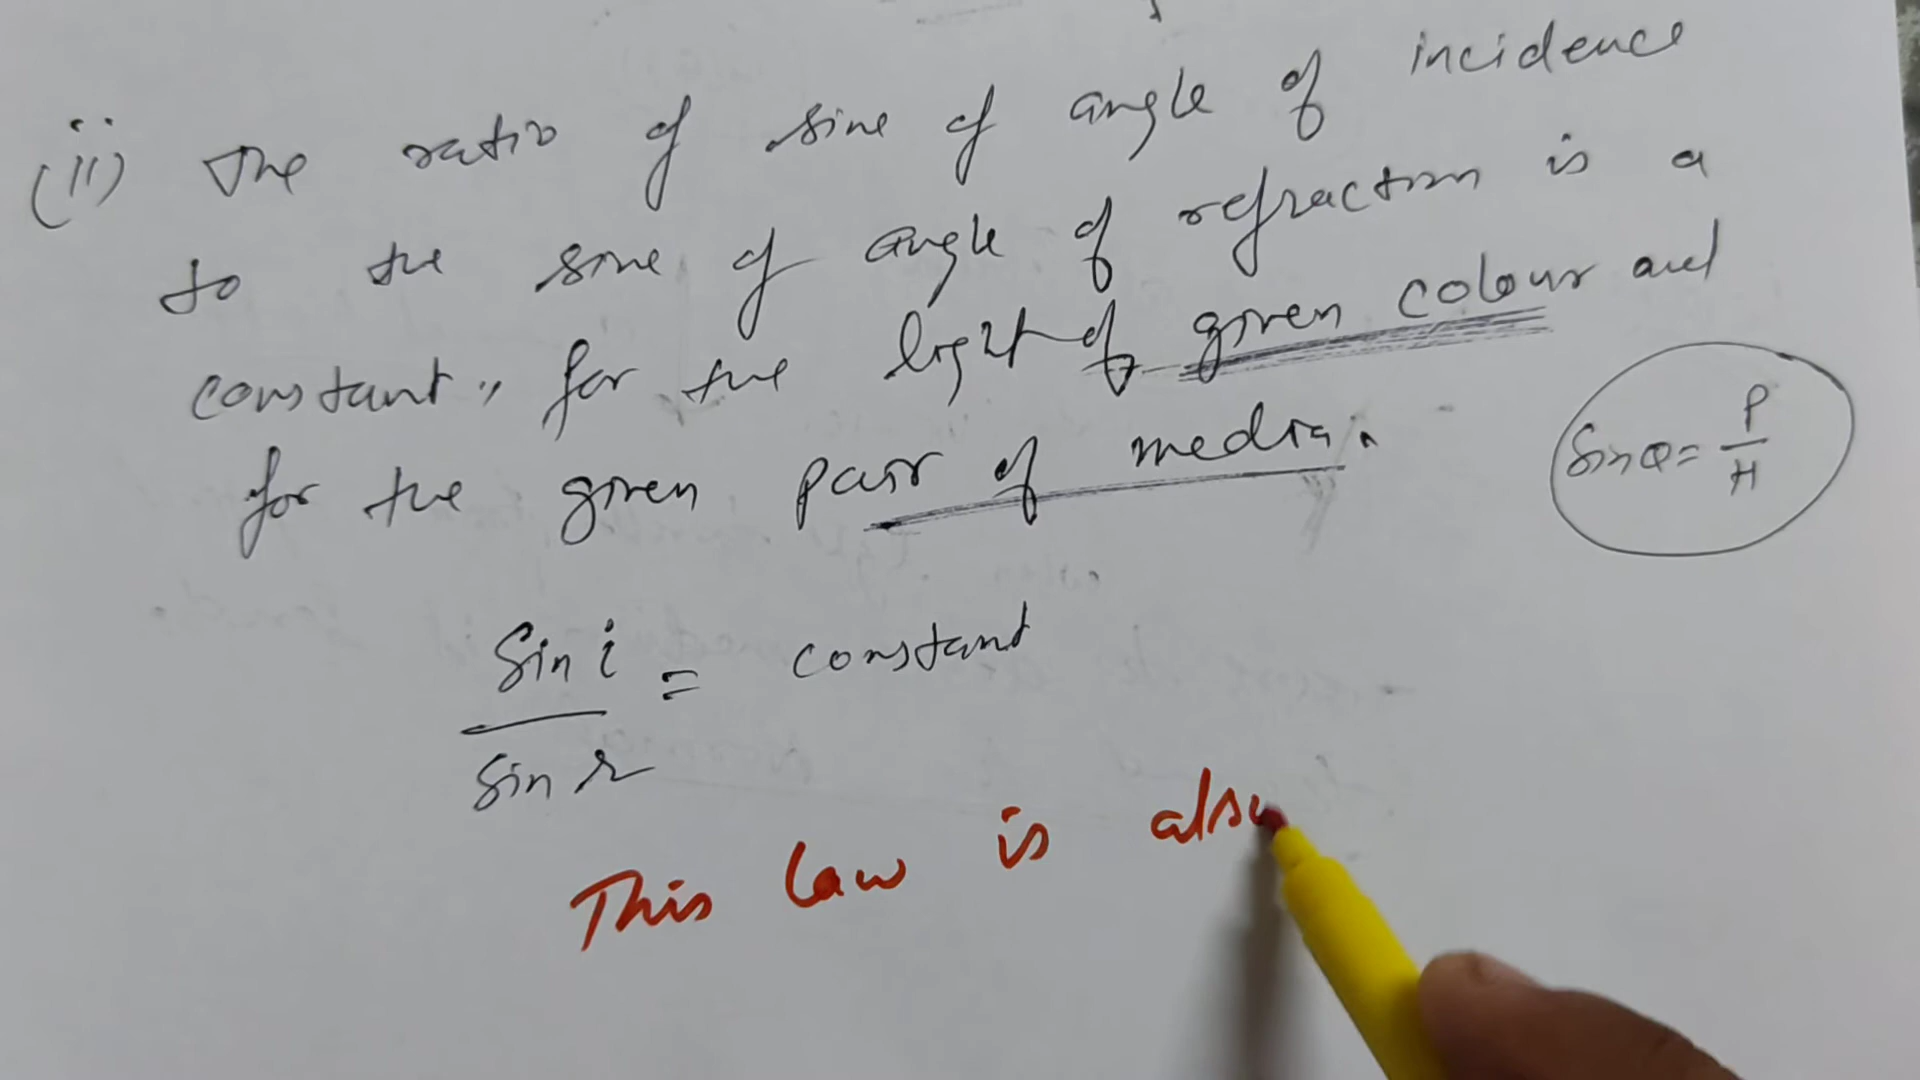 (ii) The ratio of sine of angle of incidence
to the sine of angle of refraction is a
constant, for the light of given colour and
for the given pair of media.
Sinθ = P/H
Sin i
= constant
Sin r
This law is also